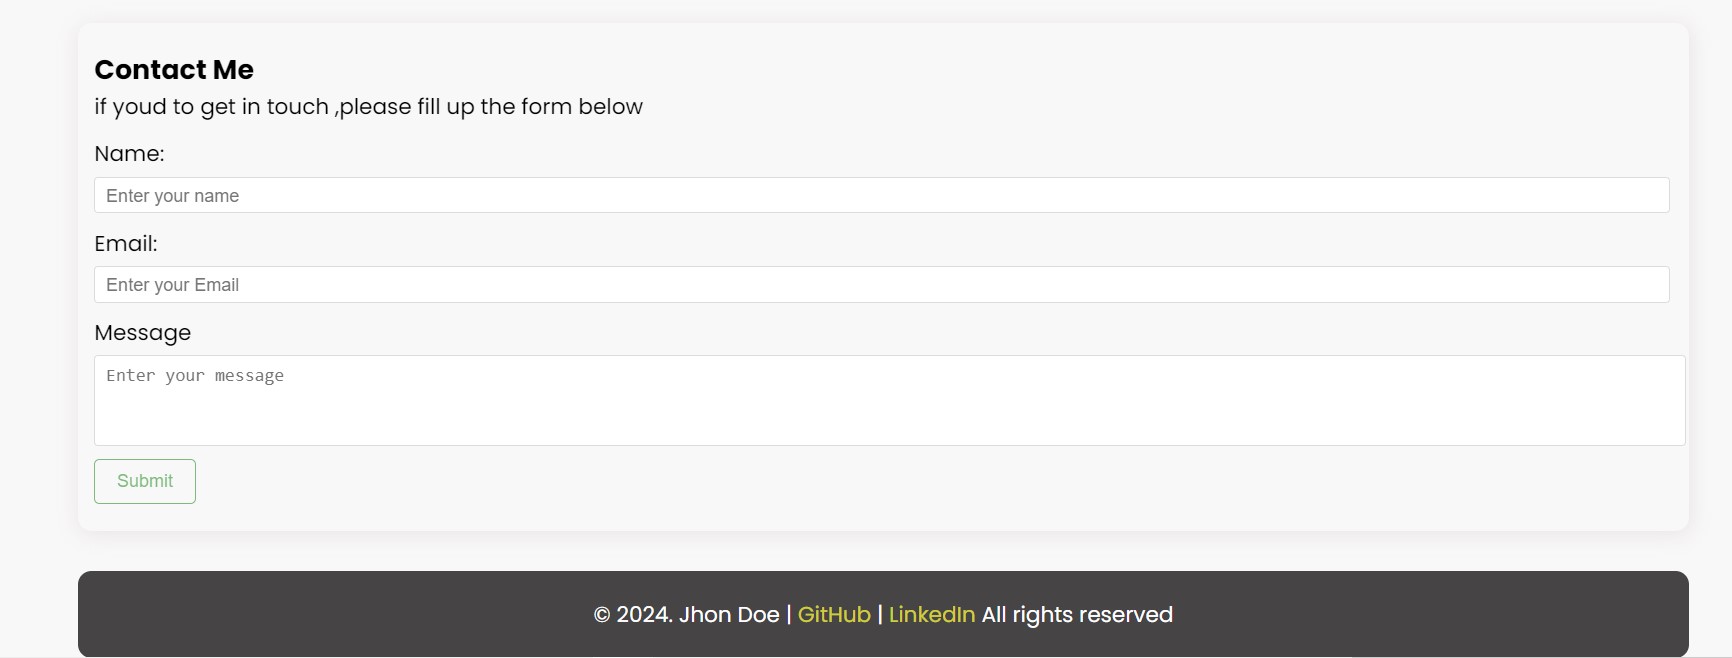 Contact Me
if youd to get in touch ,please fill up the form below
Name:
Enter your name
Email:
Enter your Email
Message
Enter your message
Submit
© 2024. Jhon Doe | GitHub | LinkedIn All rights reserved